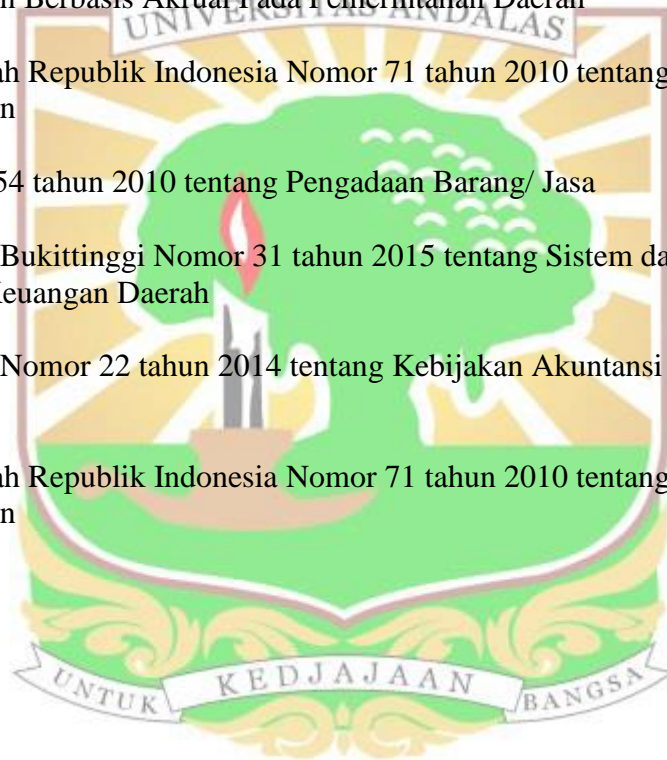 n Berbasis Akrual Pada Pemerintahan Daerah
UNIVERSITAS ANDALAS
ah Republik Indonesia Nomor 71 tahun 2010 tentang
n
54 tahun 2010 tentang Pengadaan Barang/ Jasa
Bukittinggi Nomor 31 tahun 2015 tentang Sistem da
Keuangan Daerah
Nomor 22 tahun 2014 tentang Kebijakan Akuntansi
ah Republik Indonesia Nomor 71 tahun 2010 tentang
n
UNTUK KEDJAJAAN BANGSA